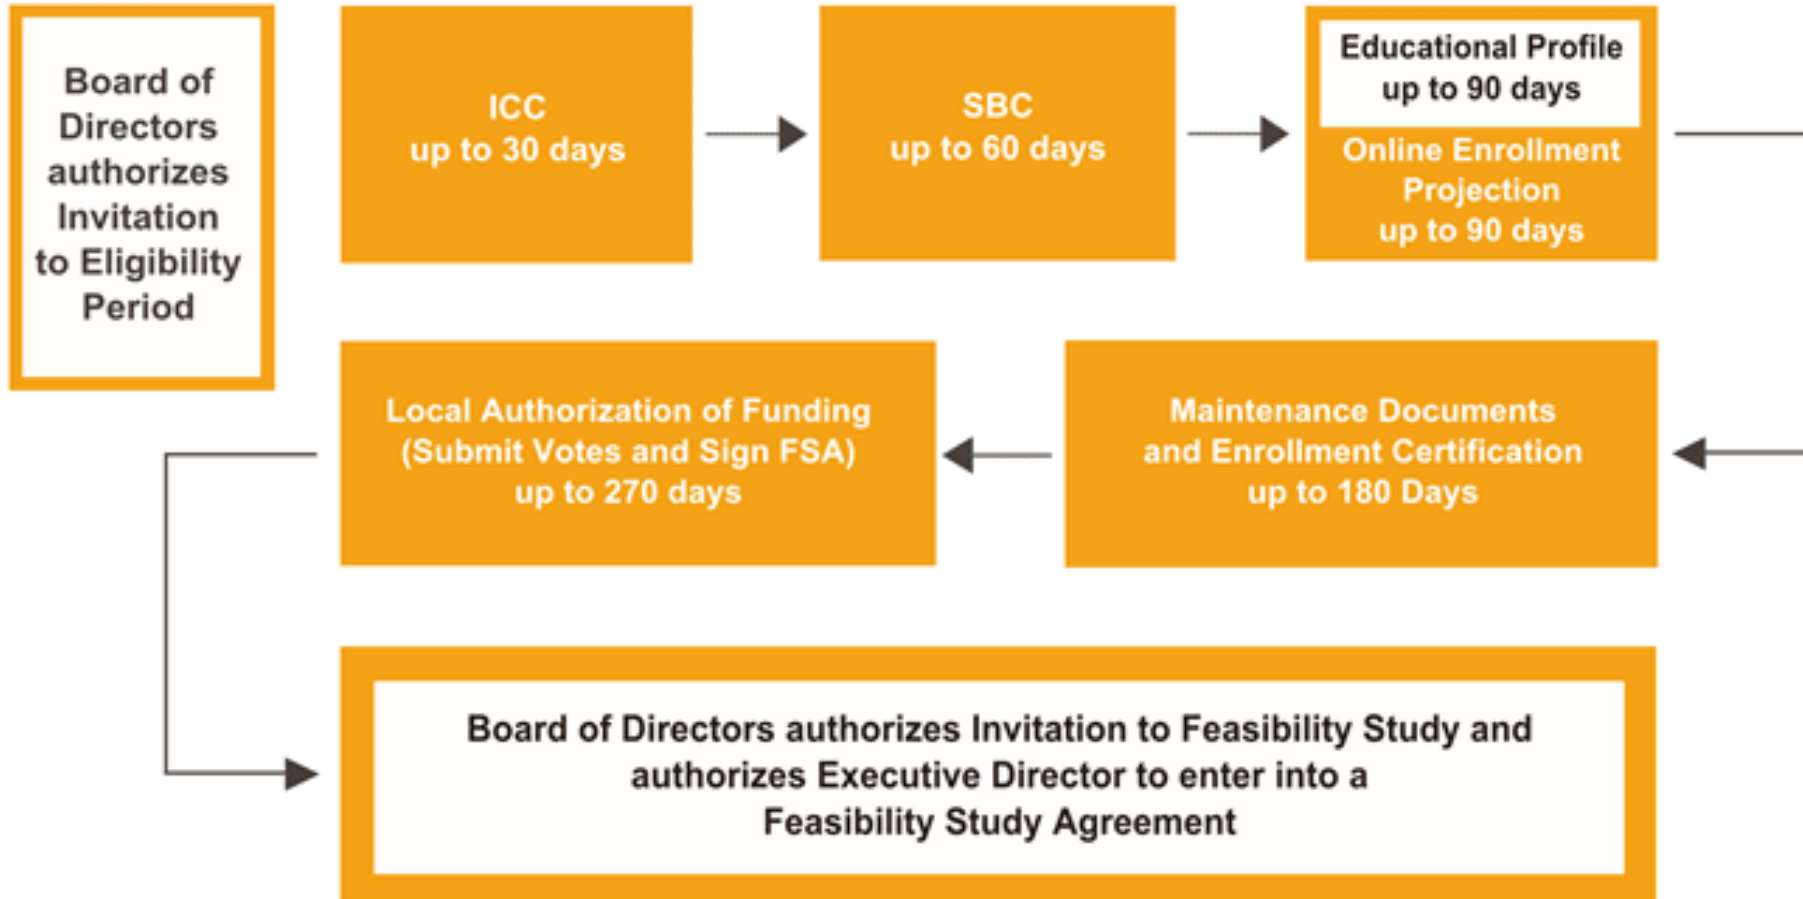 Board of
Directors
authorizes
Invitation
to Eligibility
Period
ICC
up to 30 days
SBC
up to 60 days
Educational Profile
up to 90 days
Online Enrollment
Projection
up to 90 days
Maintenance Documents
and Enrollment Certification
up to 180 Days
Local Authorization of Funding
(Submit Votes and Sign FSA)
up to 270 days
Board of Directors authorizes Invitation to Feasibility Study and
authorizes Executive Director to enter into a
Feasibility Study Agreement